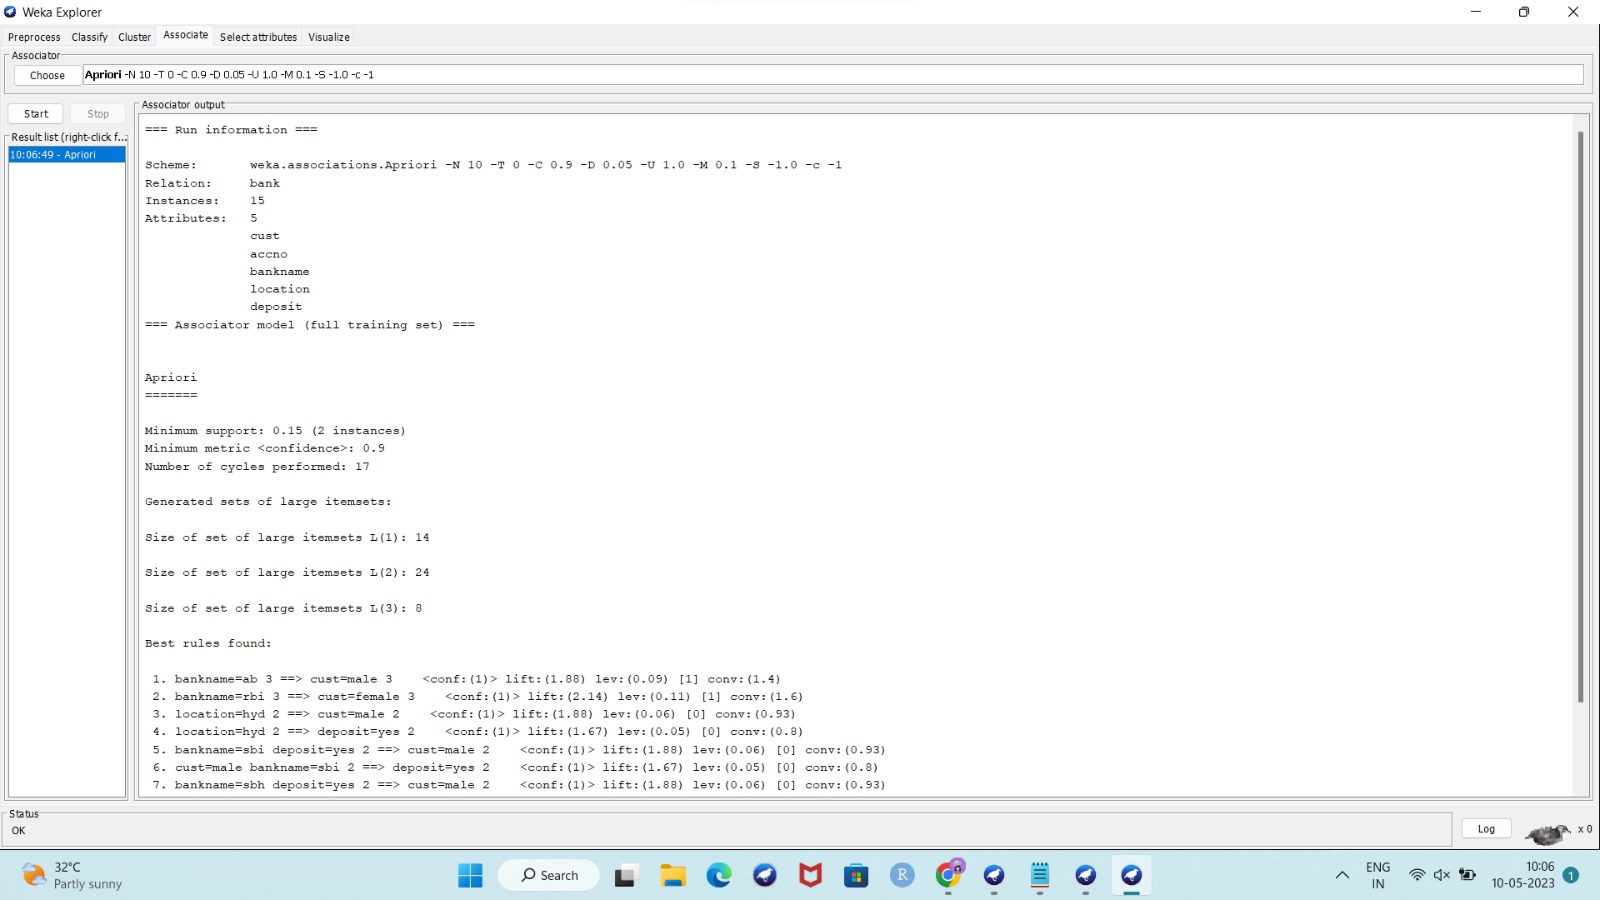 Weka Explorer
Preprocess Classify Cluster Associate Select attributes Visualize
Associator
Choose Apriori -N 10 -T 0 -C 0.9 -D 0.05 -U 1.0 -M 0.1 -S -1.0 -c -1
Start Stop
Result list (right-click f...
10:06:49 - Apriori
Associator output
=== Run information ===
Scheme: weka.associations.Apriori -N 10 -T 0 -C 0.9 -D 0.05 -U 1.0 -M 0.1 -S -1.0 -c -1
Relation: bank
Instances: 15
Attributes: 5
cust
accno
bankname
location
deposit
=== Associator model (full training set) ===
Apriori
=======
Minimum support: 0.15 (2 instances)
Minimum metric <confidence>: 0.9
Number of cycles performed: 17
Generated sets of large itemsets:
Size of set of large itemsets L(1): 14
Size of set of large itemsets L(2): 24
Size of set of large itemsets L(3): 8
Best rules found:
1. bankname=ab 3 ==> cust=male 3 <conf:(1)> lift:(1.88) lev:(0.09) [1] conv:(1.4)
2. bankname=rbi 3 ==> cust=female 3 <conf:(1)> lift:(2.14) lev:(0.11) [1] conv:(1.6)
3. location=hyd 2 ==> cust=male 2 <conf:(1)> lift:(1.88) lev:(0.06) [0] conv:(0.93)
4. location=hyd 2 ==> deposit=yes 2 <conf:(1)> lift:(1.67) lev:(0.05) [0] conv:(0.8)
5. bankname=sbi deposit=yes 2 ==> cust=male 2 <conf:(1)> lift:(1.88) lev:(0.06) [0] conv:(0.93)
6. cust=male bankname=sbi 2 ==> deposit=yes 2 <conf:(1)> lift:(1.67) lev:(0.05) [0] conv:(0.8)
7. bankname=sbh deposit=yes 2 ==> cust=male 2 <conf:(1)> lift:(1.88) lev:(0.06) [0] conv:(0.93)
Status
OK
Log
x 0
32°C
Partly sunny
Search
R
ENG
IN
10:06
10-05-2023
1